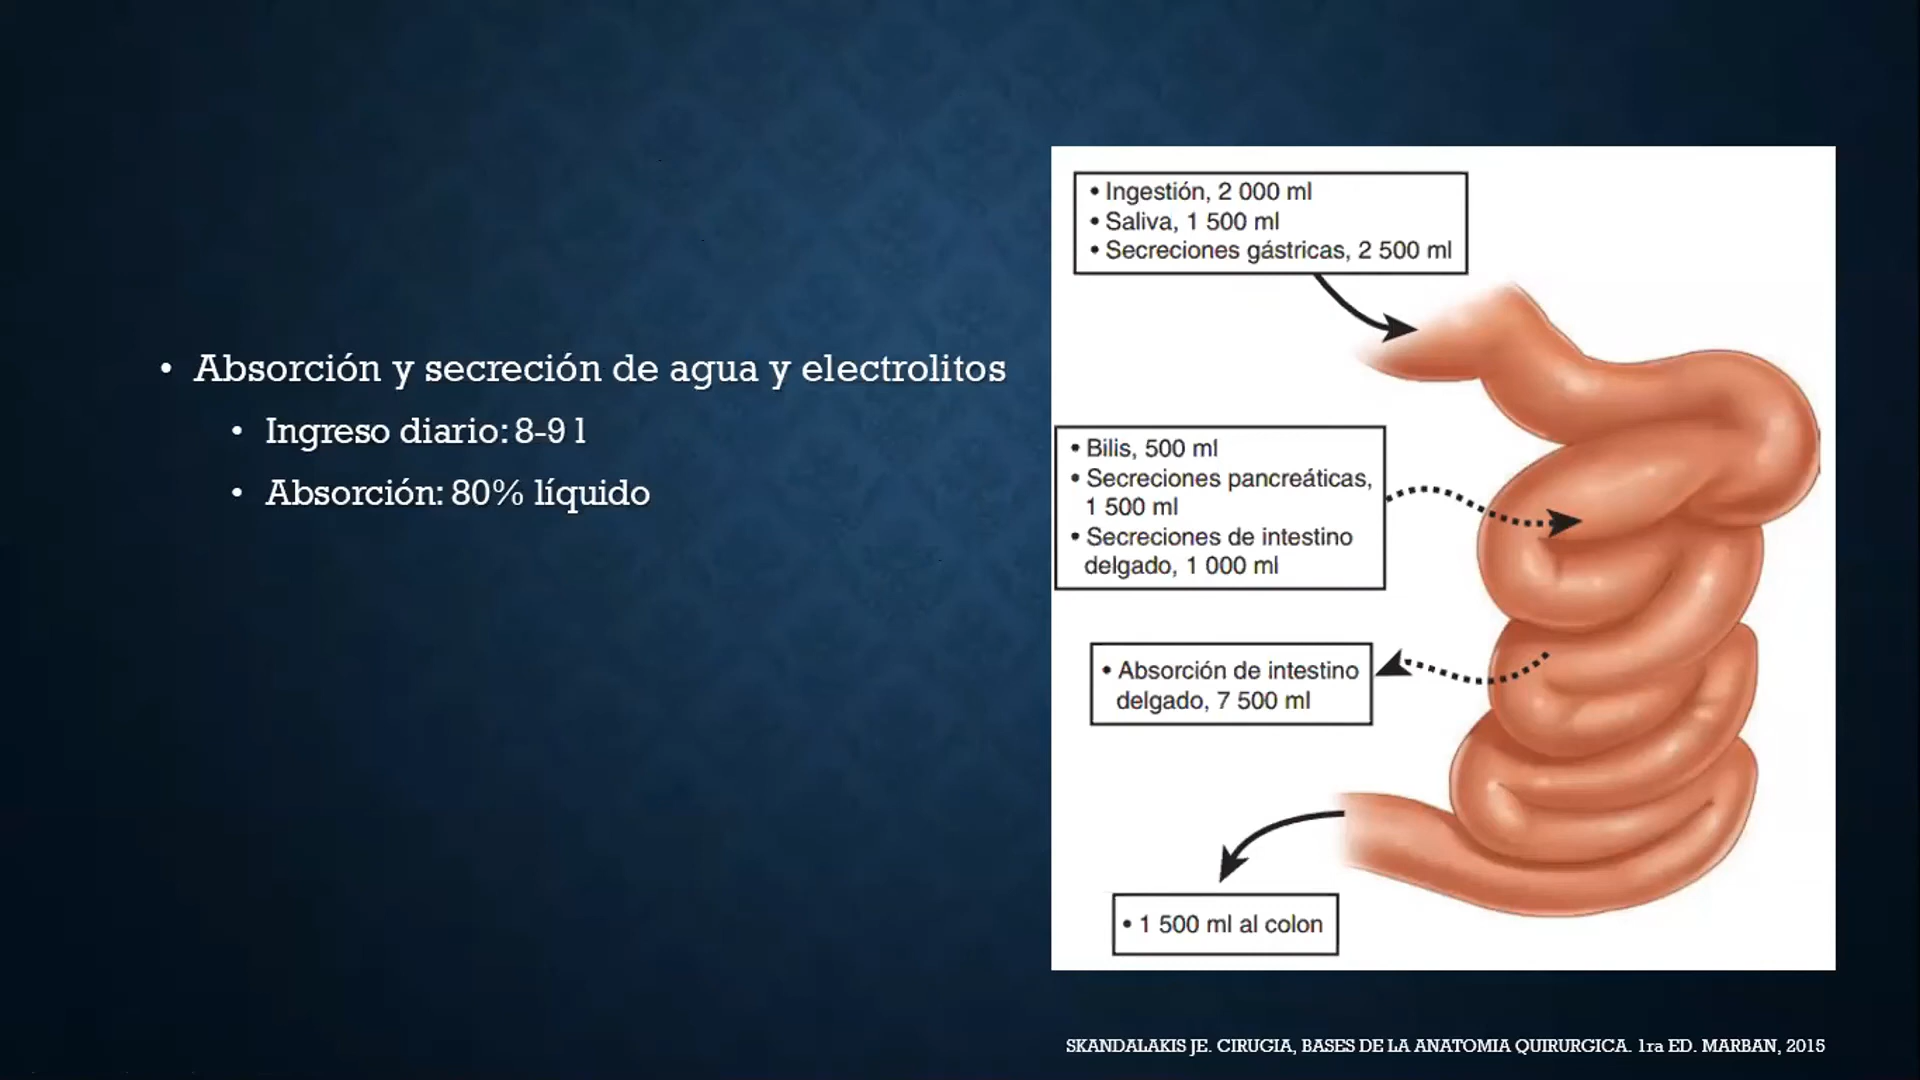 • Absorción y secreción de agua y electrolitos
• Ingreso diario: 8-9 l
• Absorción: 80% líquido
• Ingestión, 2 000 ml
• Saliva, 1 500 ml
• Secreciones gástricas, 2 500 ml
• Bilis, 500 ml
• Secreciones pancreáticas,
1 500 ml
• Secreciones de intestino
delgado, 1 000 ml
• Absorción de intestino
delgado, 7 500 ml
• 1 500 ml al colon
SKANDALAKIS JE. CIRUGIA, BASES DE LA ANATOMIA QUIRURGICA. 1ra ED. MARBAN, 2015